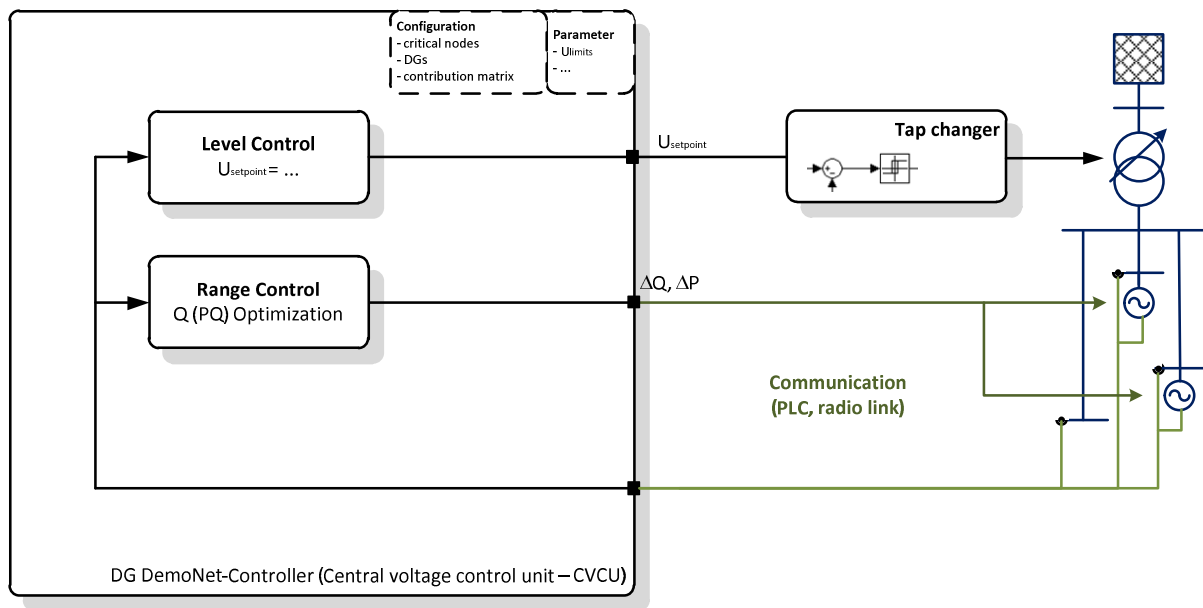 Configuration
- critical nodes
- DGs
- contribution matrix
Parameter
- Ulimits
- ...
Level Control
Usetpoint = ...
Usetpoint
Tap changer
Range Control
Q (PQ) Optimization
ΔQ, ΔP
Communication
(PLC, radio link)
DG DemoNet-Controller (Central voltage control unit – CVCU)